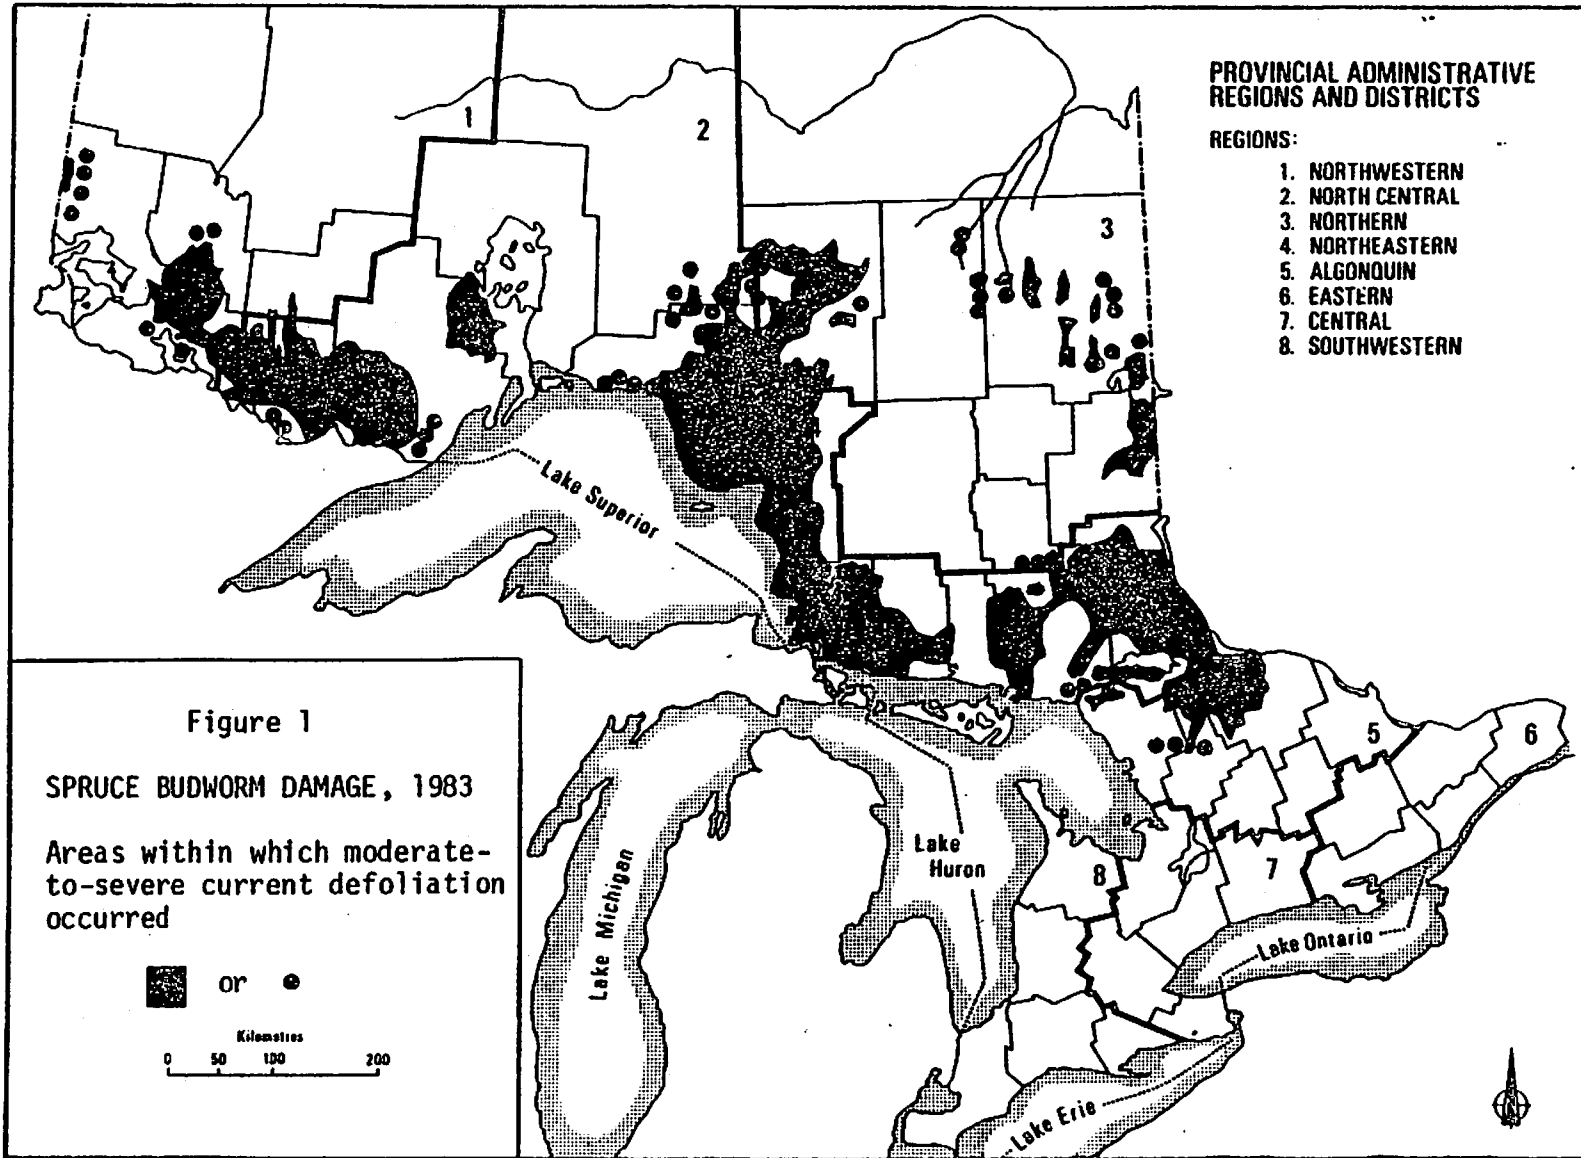 PROVINCIAL ADMINISTRATIVE
REGIONS AND DISTRICTS
REGIONS:
1. NORTHWESTERN
2. NORTH CENTRAL
3. NORTHERN
4. NORTHEASTERN
5. ALGONQUIN
6. EASTERN
7. CENTRAL
8. SOUTHWESTERN
1
2
3
5
6
7
8
Lake Superior
Lake Michigan
Lake
Huron
Lake Ontario
Lake Erie
Figure 1
SPRUCE BUDWORM DAMAGE, 1983
Areas within which moderate-
to-severe current defoliation
occurred
or
Kilometres
0 50 100 200
N